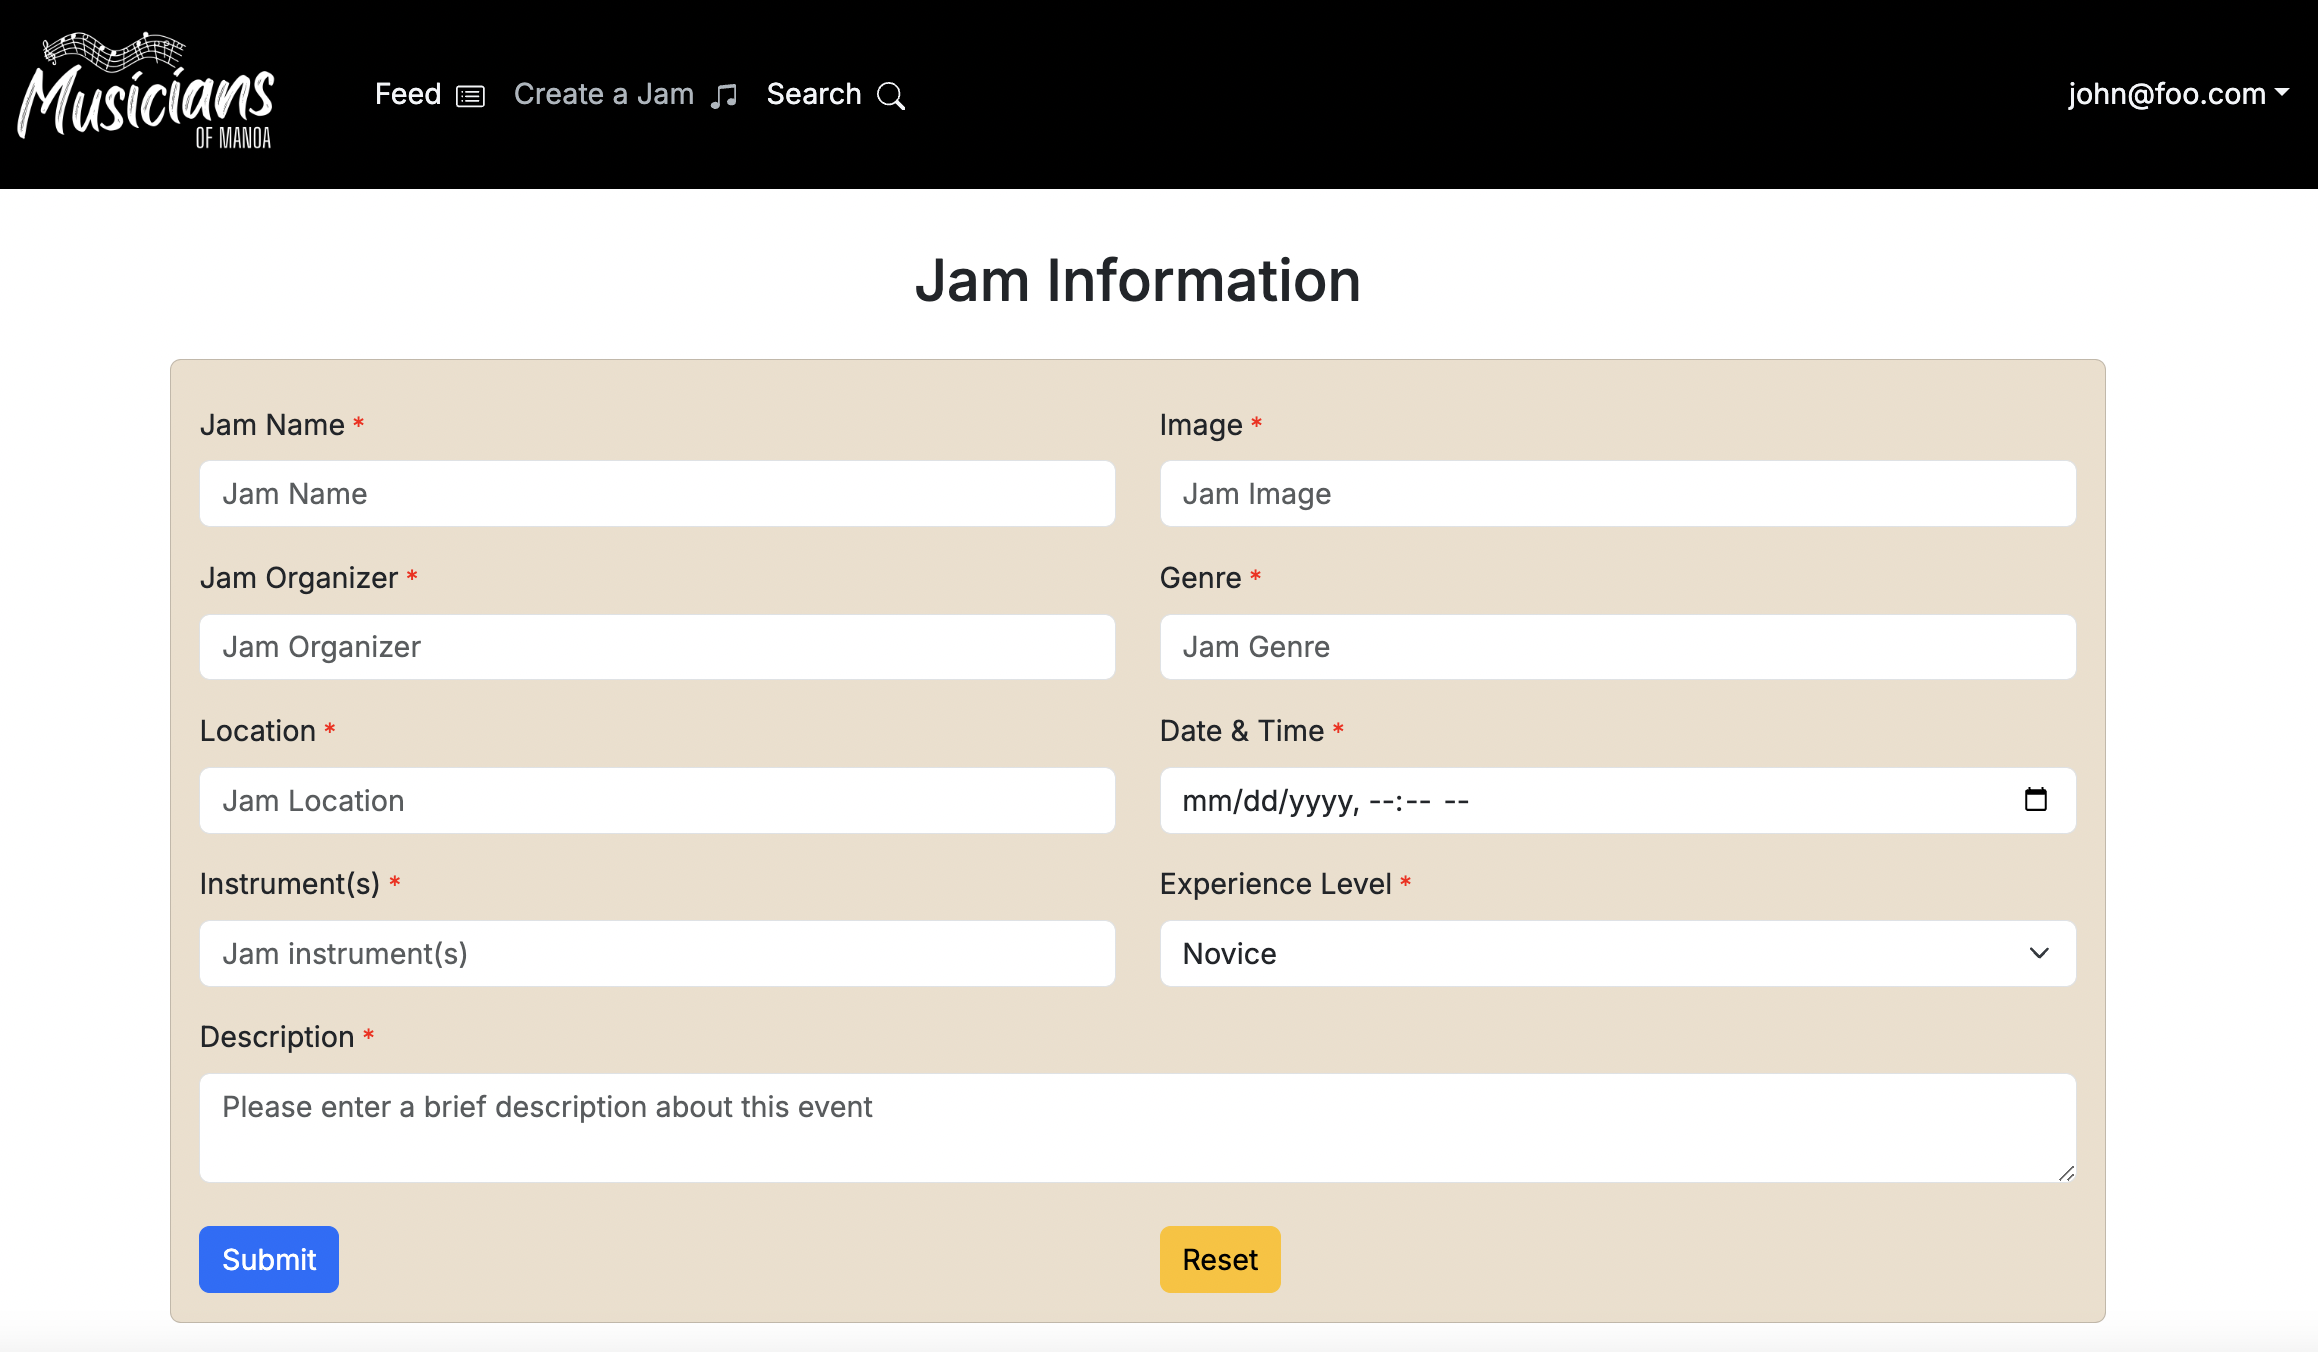 Musicians
OF MANOA
Feed Create a Jam Search john@foo.com
Jam Information
Jam Name * Image *
Jam Name Jam Image
Jam Organizer * Genre *
Jam Organizer Jam Genre
Location * Date & Time *
Jam Location mm/dd/yyyy, --:-- --
Instrument(s) * Experience Level *
Jam instrument(s) Novice
Description *
Please enter a brief description about this event
Submit Reset